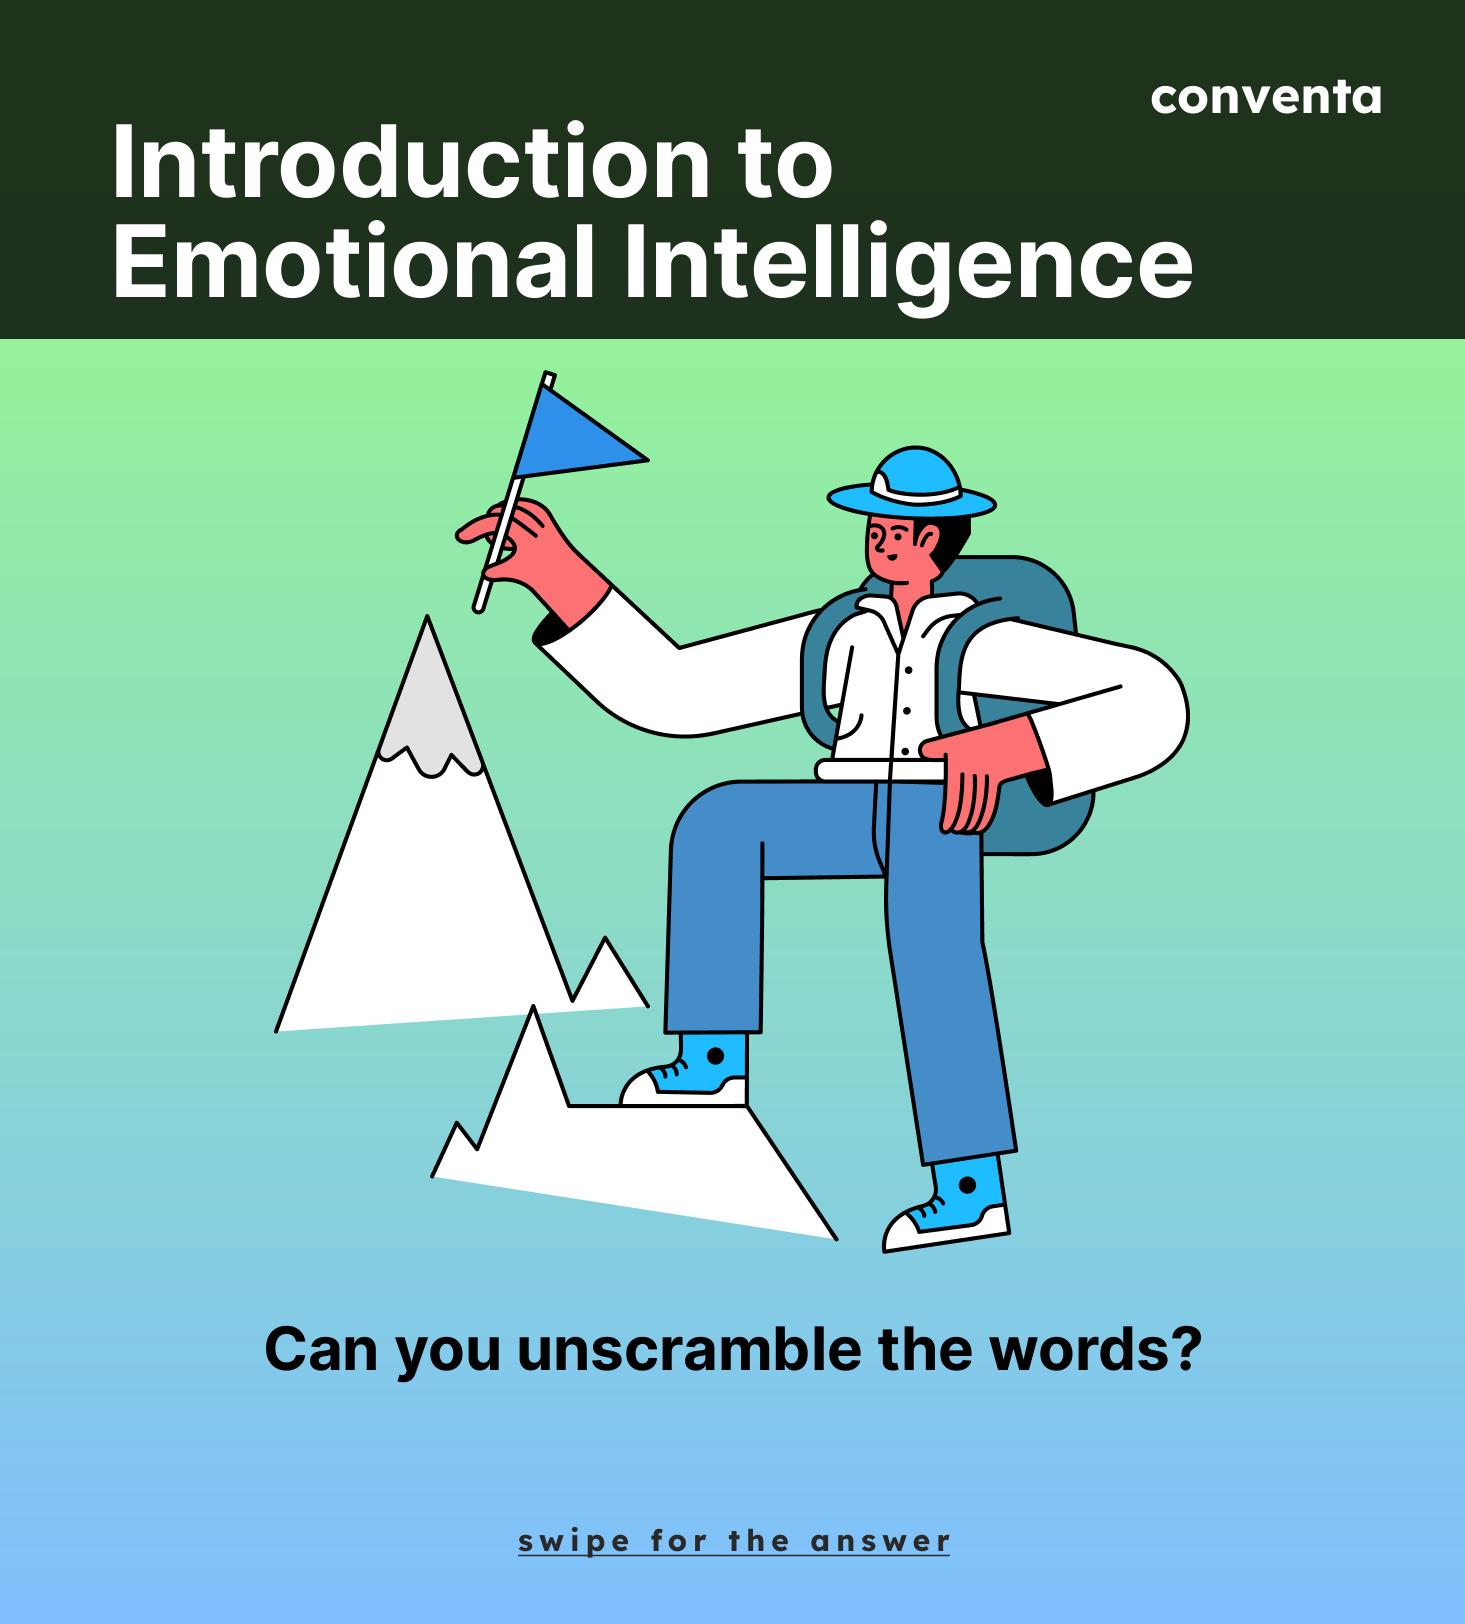 conventa
Introduction to
Emotional Intelligence
Can you unscramble the words?
swipe for the answer